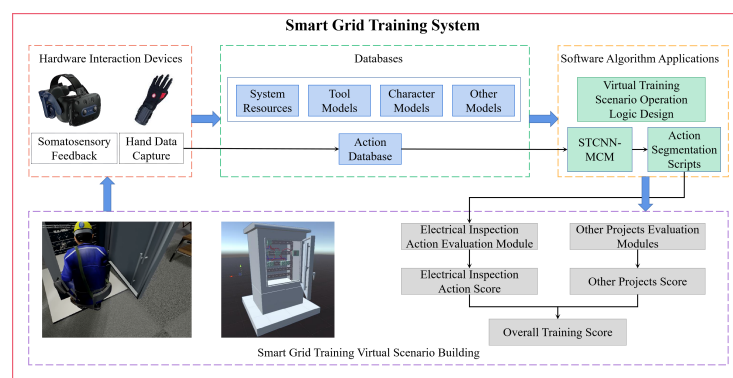 Smart Grid Training System
Hardware Interaction Devices
Somatosensory
Feedback
Hand Data
Capture
Databases
System
Resources
Tool
Models
Character
Models
Other
Models
Action
Database
Software Algorithm Applications
Virtual Training
Scenario Operation
Logic Design
STCNN-
MCM
Action
Segmentation
Scripts
Electrical Inspection
Action Evaluation Module
Other Projects Evaluation
Modules
Electrical Inspection
Action Score
Other Projects Score
Overall Training Score
Smart Grid Training Virtual Scenario Building